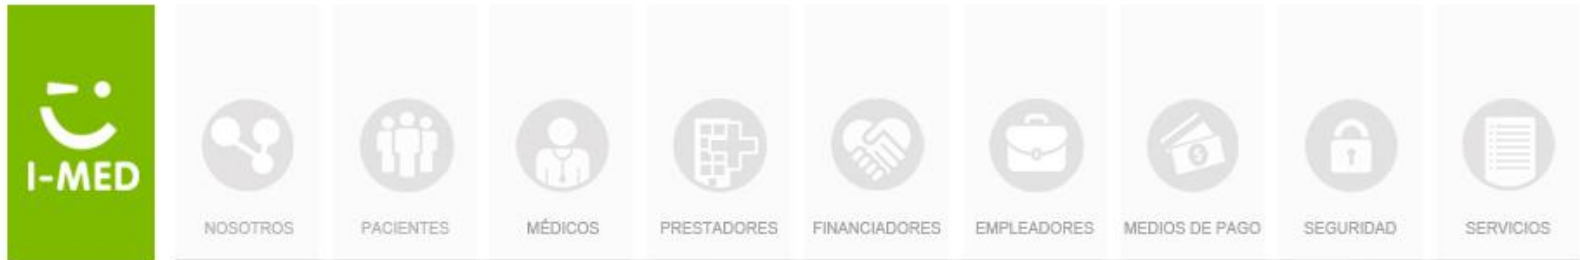 I-MED
NOSOTROS
PACIENTES
MÉDICOS
PRESTADORES
FINANCIADORES
EMPLEADORES
MEDIOS DE PAGO
SEGURIDAD
SERVICIOS